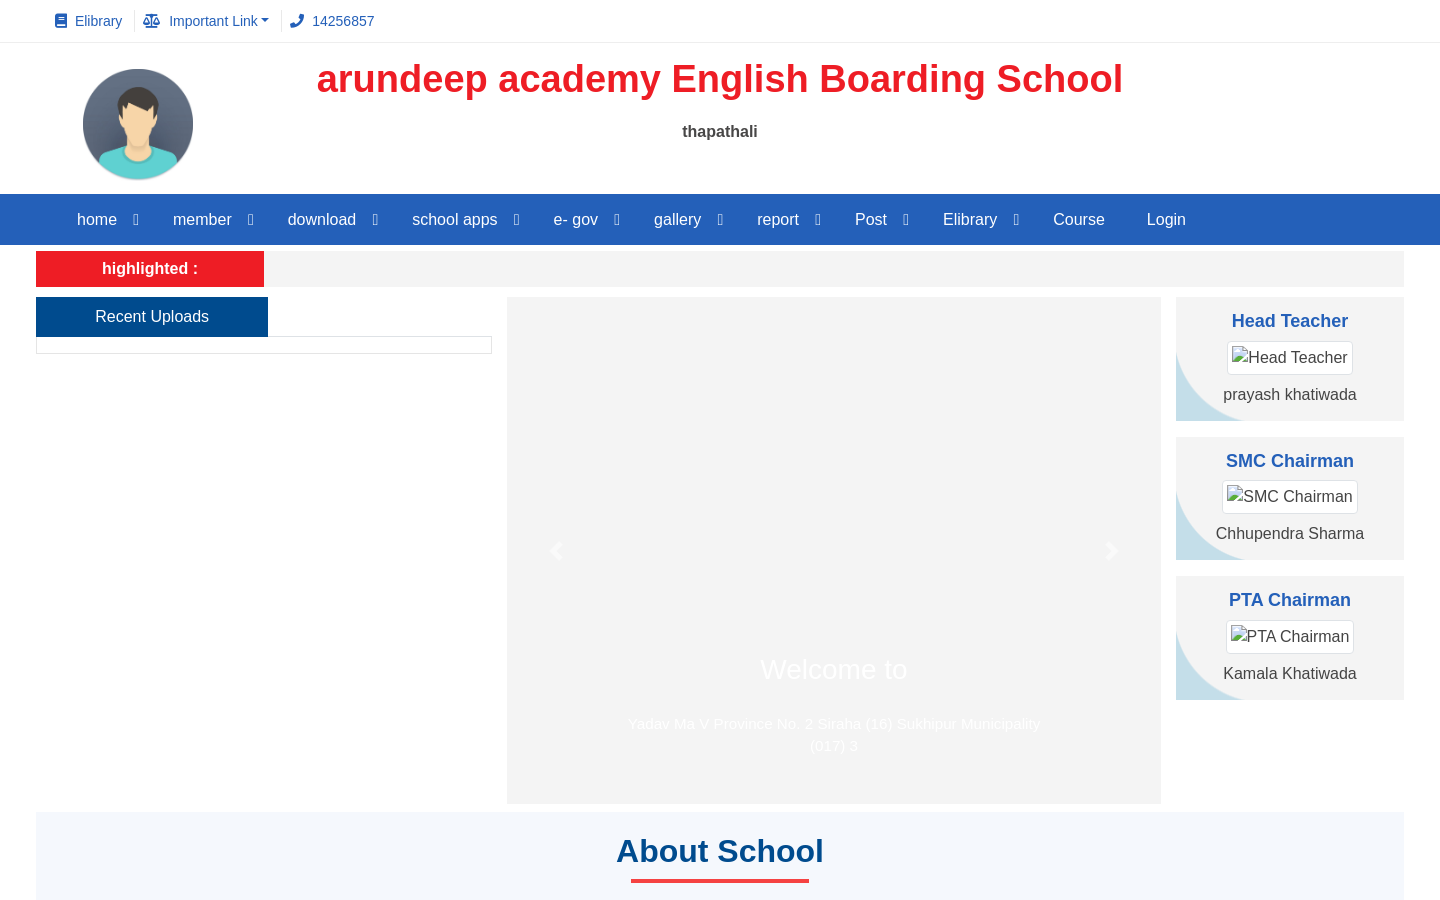 Elibrary Important Link 14256857
arundeep academy English Boarding School
thapathali
home member download school apps e- gov gallery report Post Elibrary Course Login
highlighted :
Recent Uploads
Welcome to
Yadav Ma V Province No. 2 Siraha (16) Sukhipur Municipality
(017) 3
Head Teacher
Head Teacher
prayash khatiwada
SMC Chairman
SMC Chairman
Chhupendra Sharma
PTA Chairman
PTA Chairman
Kamala Khatiwada
About School